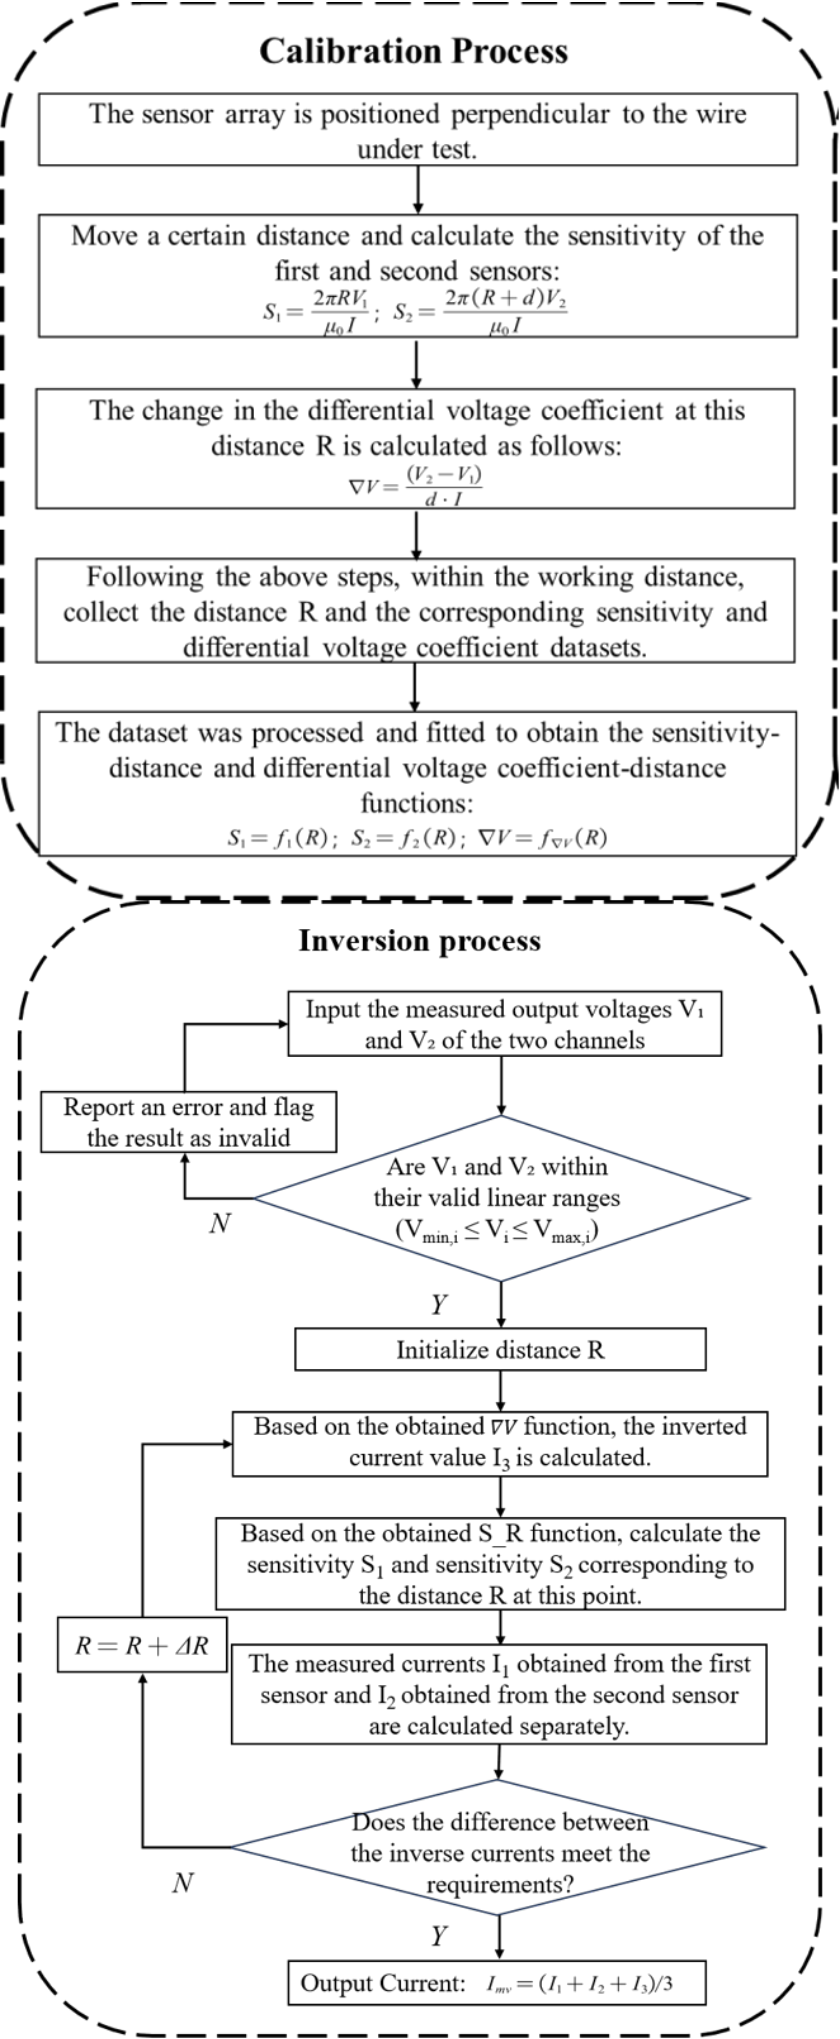 Calibration Process
The sensor array is positioned perpendicular to the wire
under test.
Move a certain distance and calculate the sensitivity of the
first and second sensors:
S₁ = 2πRV₁ / μ₀I ; S₂ = 2π(R + d)V₂ / μ₀I
The change in the differential voltage coefficient at this
distance R is calculated as follows:
∇V = (V₂ − V₁) / d · I
Following the above steps, within the working distance,
collect the distance R and the corresponding sensitivity and
differential voltage coefficient datasets.
The dataset was processed and fitted to obtain the sensitivity-
distance and differential voltage coefficient-distance
functions:
S₁ = f₁(R) ; S₂ = f₂(R) ; ∇V = f_∇V(R)
Inversion process
Input the measured output voltages V₁
and V₂ of the two channels
Report an error and flag
the result as invalid
Are V₁ and V₂ within
their valid linear ranges
(V_min,i ≤ V_i ≤ V_max,i)
N
Y
Initialize distance R
Based on the obtained ∇V function, the inverted
current value I₃ is calculated.
Based on the obtained S_R function, calculate the
sensitivity S₁ and sensitivity S₂ corresponding to
the distance R at this point.
R = R + ΔR
The measured currents I₁ obtained from the first
sensor and I₂ obtained from the second sensor
are calculated separately.
Does the difference between
the inverse currents meet the
requirements?
N
Y
Output Current: I_mv = (I₁ + I₂ + I₃)/3